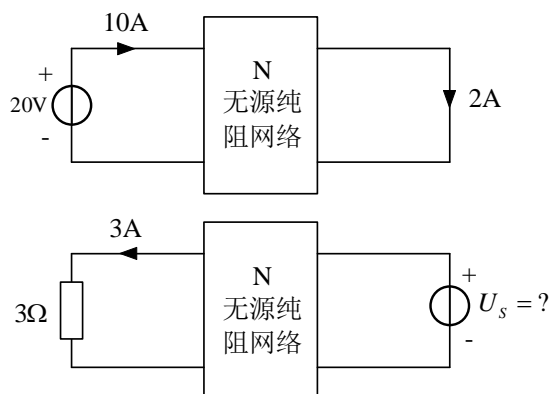 10A
N
无源纯
阻网络
+
20V
-
2A
3A
N
无源纯
阻网络
3Ω
+
U_S = ?
-